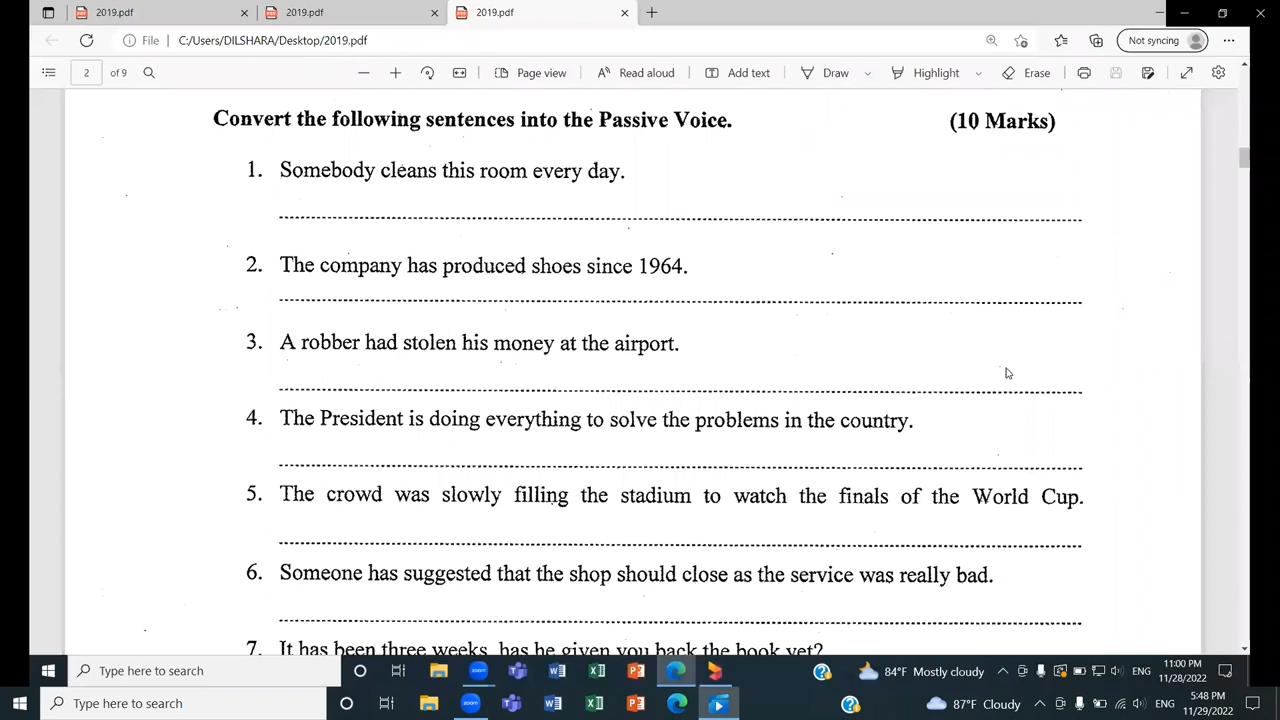 2019.pdf
2019.pdf
2019.pdf
File C:/Users/DILSHARA/Desktop/2019.pdf Not syncing
2 of 9 Page view Read aloud Add text Draw Highlight Erase
Convert the following sentences into the Passive Voice. (10 Marks)
1. Somebody cleans this room every day.
2. The company has produced shoes since 1964.
3. A robber had stolen his money at the airport.
4. The President is doing everything to solve the problems in the country.
5. The crowd was slowly filling the stadium to watch the finals of the World Cup.
6. Someone has suggested that the shop should close as the service was really bad.
7. It has been three weeks, has he given you back the book yet?
Type here to search 84°F Mostly cloudy ENG 11:00 PM
11/28/2022
Type here to search 87°F Cloudy ENG 5:48 PM
11/29/2022